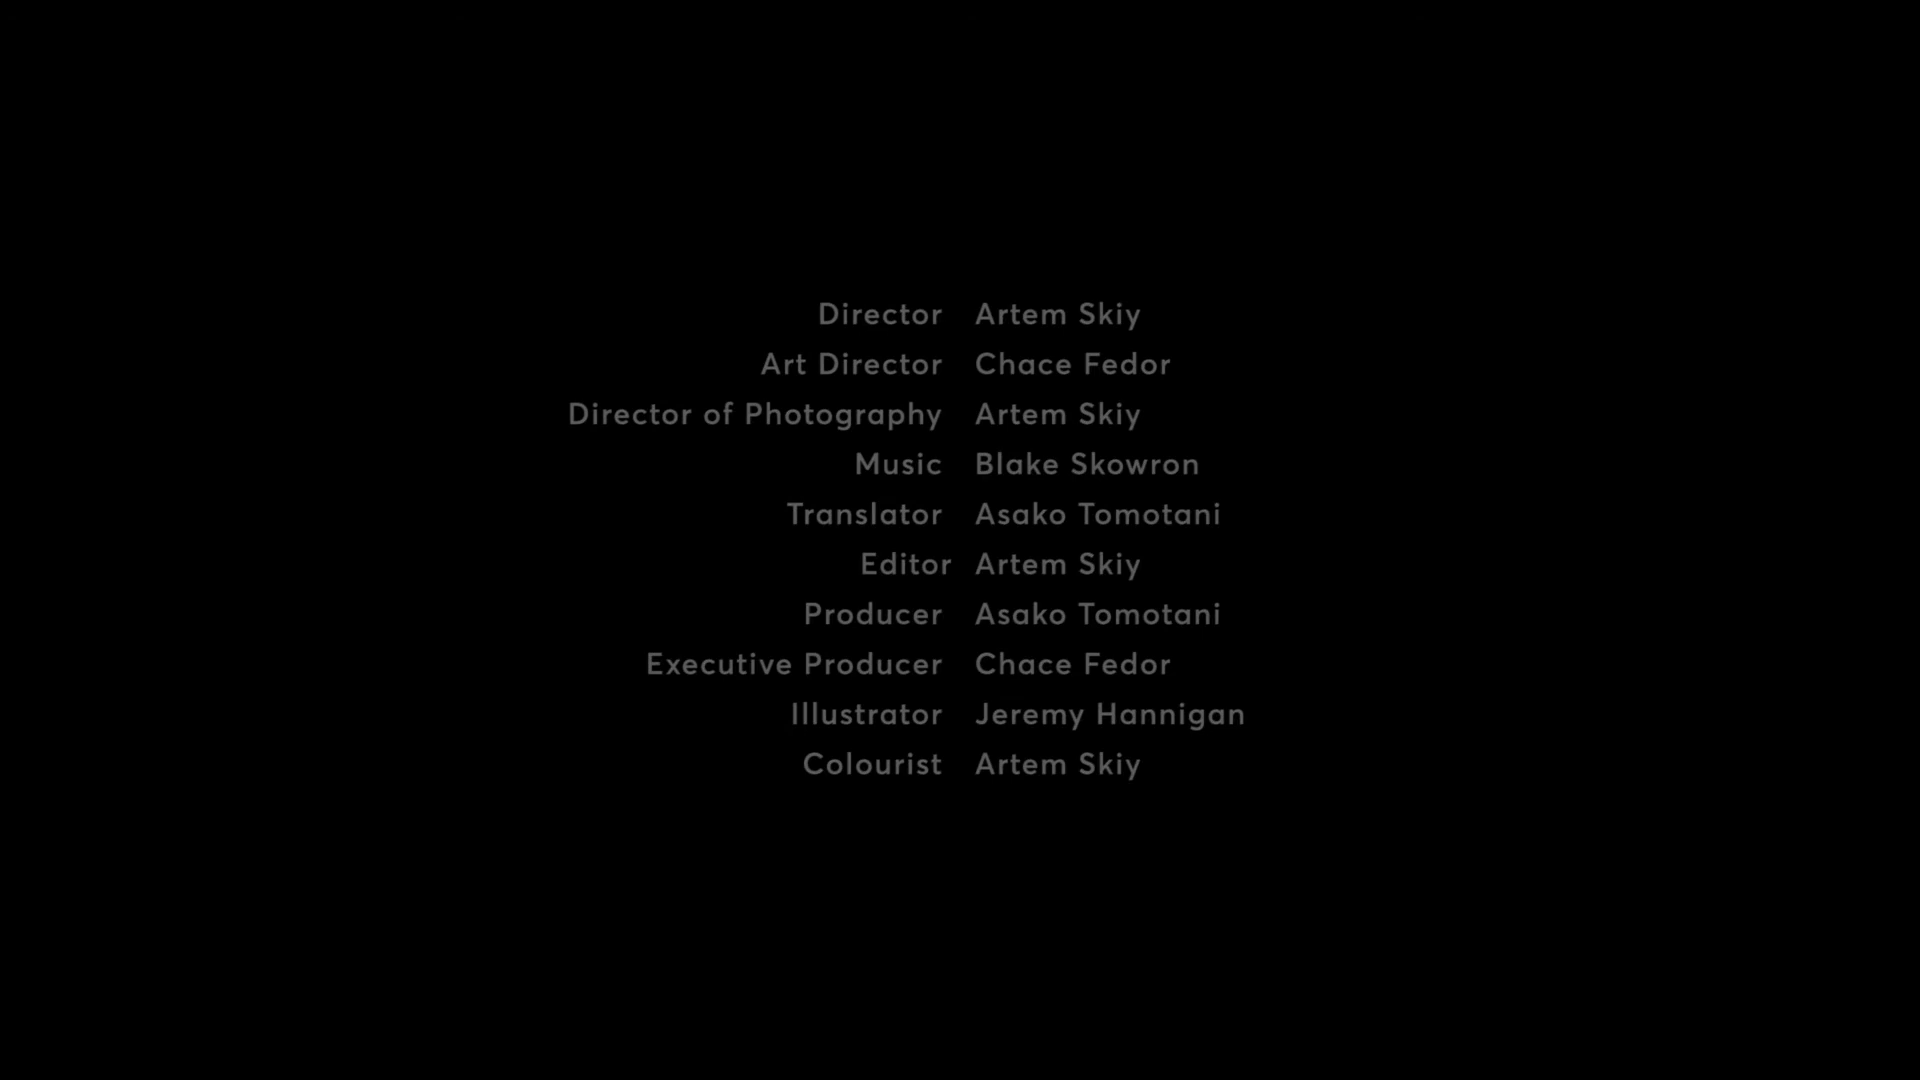 Director Artem Skiy
Art Director Chace Fedor
Director of Photography Artem Skiy
Music Blake Skowron
Translator Asako Tomotani
Editor Artem Skiy
Producer Asako Tomotani
Executive Producer Chace Fedor
Illustrator Jeremy Hannigan
Colourist Artem Skiy